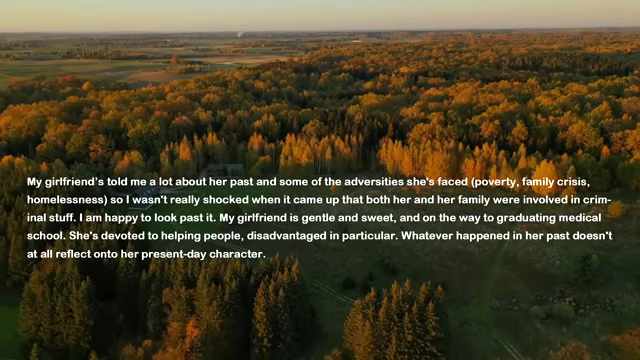 My girlfriend's told me a lot about her past and some of the adversities she's faced (poverty, family crisis,
homelessness) so I wasn't really shocked when it came up that both her and her family were involved in crim-
inal stuff. I am happy to look past it. My girlfriend is gentle and sweet, and on the way to graduating medical
school. She's devoted to helping people, disadvantaged in particular. Whatever happened in her past doesn't
at all reflect onto her present-day character.